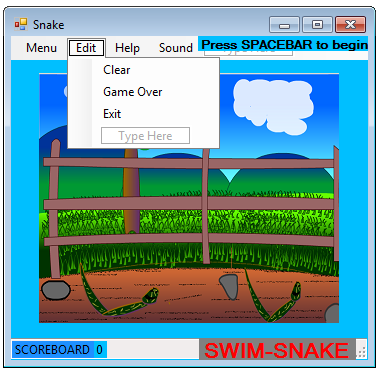 Snake
Menu Edit Help Sound Press SPACEBAR to begin
Clear
Game Over
Exit
Type Here
SCOREBOARD 0
SWIM-SNAKE